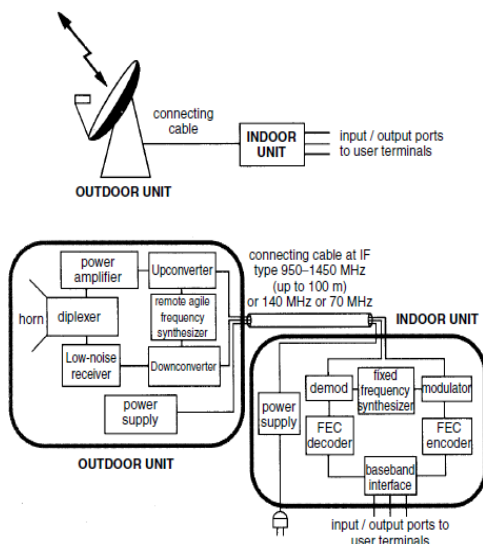 connecting
cable
INDOOR
UNIT
input / output ports
to user terminals
OUTDOOR UNIT
connecting cable at IF
type 950–1450 MHz
(up to 100 m)
or 140 MHz or 70 MHz
power
amplifier
Upconverter
horn
diplexer
remote agile
frequency
synthesizer
Low-noise
receiver
Downconverter
power
supply
OUTDOOR UNIT
INDOOR UNIT
power
supply
demod
fixed
frequency
synthesizer
modulator
FEC
decoder
FEC
encoder
baseband
interface
input / output ports to
user terminals